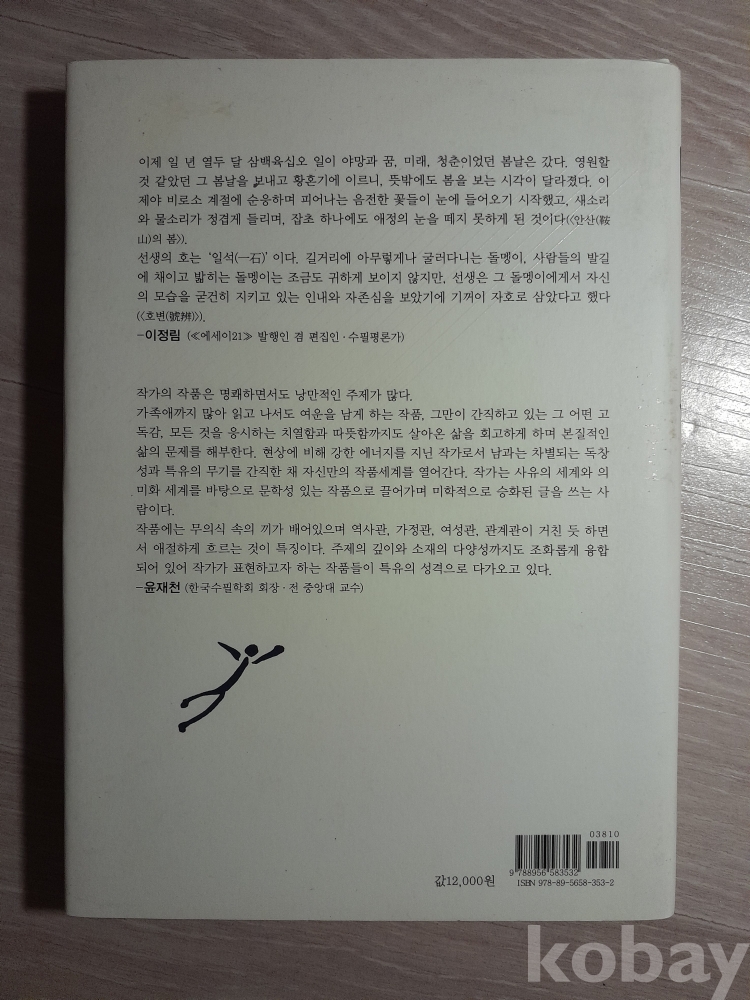 이제 일 년 열두 달 삼백육십오 일이 야망과 꿈, 미래, 청춘이었던 봄날은 갔다. 영원할
것 같았던 그 봄날을 보내고 황혼기에 이르니, 뜻밖에도 봄을 보는 시각이 달라졌다. 이
제야 비로소 계절에 순응하며 피어나는 음전한 꽃들이 눈에 들어오기 시작했고, 새소리
와 물소리가 정겹게 들리며, 잡초 하나에도 애정의 눈을 떼지 못하게 된 것이다(〈안산(鞍
山)의 봄〉).
선생의 호는 ‘일석(一石)’이다. 길거리에 아무렇게나 굴러다니는 돌멩이, 사람들의 발길
에 채이고 밟히는 돌멩이는 조금도 귀하게 보이지 않지만, 선생은 그 돌멩이에게서 자신
의 모습을 굳건히 지키고 있는 인내와 자존심을 보았기에 기꺼이 자호로 삼았다고 했다
(〈호변(號辨)〉).
-이정림 (≪에세이21≫ 발행인 겸 편집인·수필평론가)
작가의 작품은 명쾌하면서도 낭만적인 주제가 많다.
가족애까지 많아 읽고 나서도 여운을 남게 하는 작품, 그만이 간직하고 있는 그 어떤 고
독감, 모든 것을 응시하는 치열함과 따뜻함까지도 살아온 삶을 회고하게 하며 본질적인
삶의 문제를 해부한다. 현상에 비해 강한 에너지를 지닌 작가로서 남과는 차별되는 독창
성과 특유의 무기를 간직한 채 자신만의 작품세계를 열어간다. 작가는 사유의 세계와 의
미화 세계를 바탕으로 문학성 있는 작품으로 끌어가며 미학적으로 승화된 글을 쓰는 사
람이다.
작품에는 무의식 속의 끼가 배어있으며 역사관, 가정관, 여성관, 관계관이 거친 듯 하면
서 애절하게 흐르는 것이 특징이다. 주제의 깊이와 소재의 다양성까지도 조화롭게 융합
되어 있어 작가가 표현하고자 하는 작품들이 특유의 성격으로 다가오고 있다.
-윤재천 (한국수필학회 회장·전 중앙대 교수)
03810
값12,000원
9 788956 583532
ISBN 978-89-5658-353-2
kobay